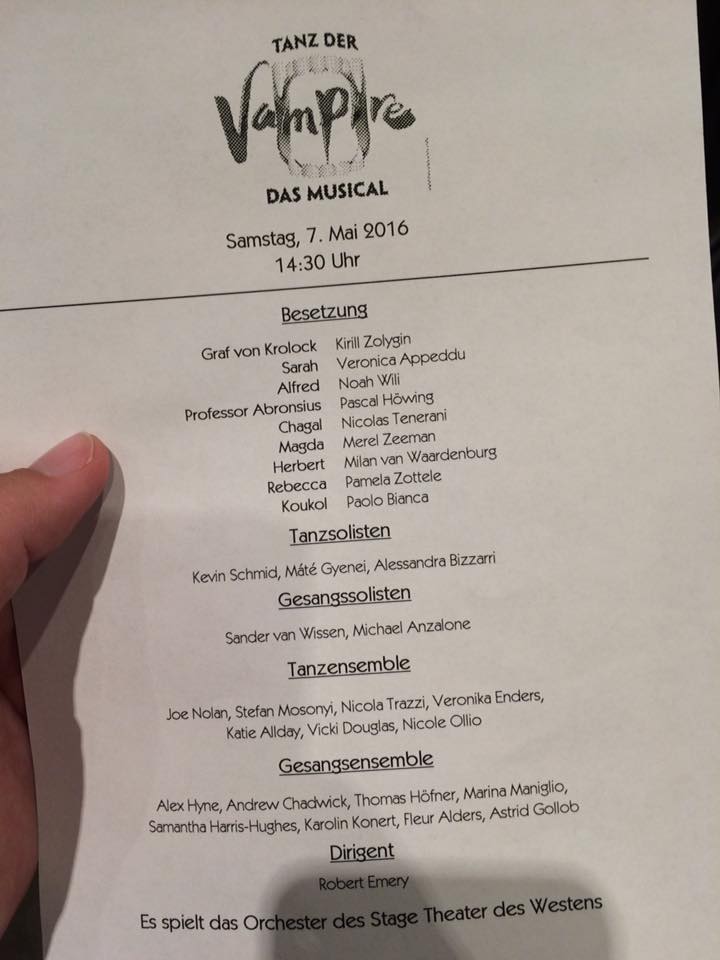 TANZ DER
Vampire
DAS MUSICAL
Samstag, 7. Mai 2016
14:30 Uhr
Besetzung
Graf von Krolock Kirill Zolygin
Sarah Veronica Appeddu
Alfred Noah Wili
Professor Abronsius Pascal Höwing
Chagal Nicolas Tenerani
Magda Merel Zeeman
Herbert Milan van Waardenburg
Rebecca Pamela Zottele
Koukol Paolo Bianca
Tanzsolisten
Kevin Schmid, Máté Gyenei, Alessandra Bizzarri
Gesangssolisten
Sander van Wissen, Michael Anzalone
Tanzensemble
Joe Nolan, Stefan Mosonyi, Nicola Trazzi, Veronika Enders,
Katie Allday, Vicki Douglas, Nicole Ollio
Gesangsensemble
Alex Hyne, Andrew Chadwick, Thomas Höfner, Marina Maniglio,
Samantha Harris-Hughes, Karolin Konert, Fleur Alders, Astrid Gollob
Dirigent
Robert Emery
Es spielt das Orchester des Stage Theater des Westens